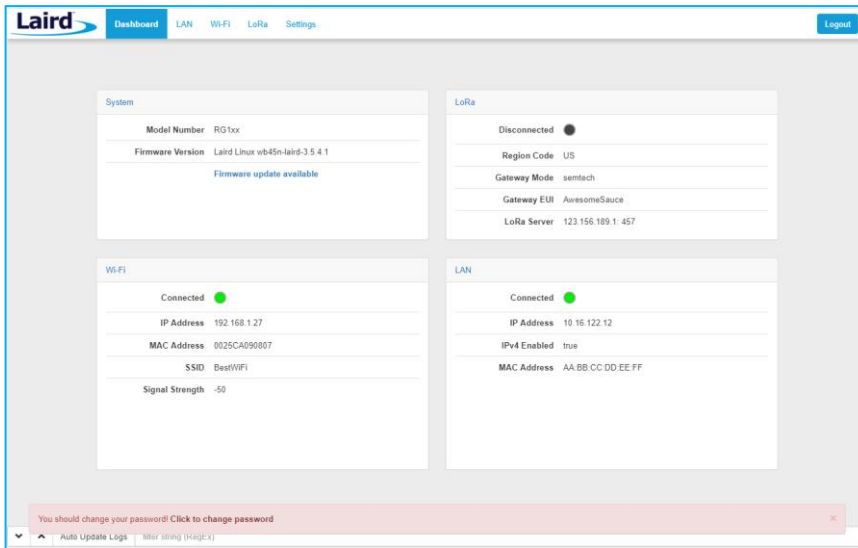 Laird
Dashboard LAN Wi-Fi LoRa Settings Logout
System
Model Number RG1xx
Firmware Version Laird Linux wb45n-laird-3.5.4.1
Firmware update available
LoRa
Disconnected
Region Code US
Gateway Mode semtech
Gateway EUI AwesomeSauce
LoRa Server 123.156.189.1: 457
Wi-Fi
Connected
IP Address 192.168.1.27
MAC Address 0025CA090807
SSID BestWiFi
Signal Strength -50
LAN
Connected
IP Address 10.16.122.12
IPv4 Enabled true
MAC Address AA:BB:CC:DD:EE:FF
You should change your password! Click to change password ×
Auto Update Logs filter string (RegEx)